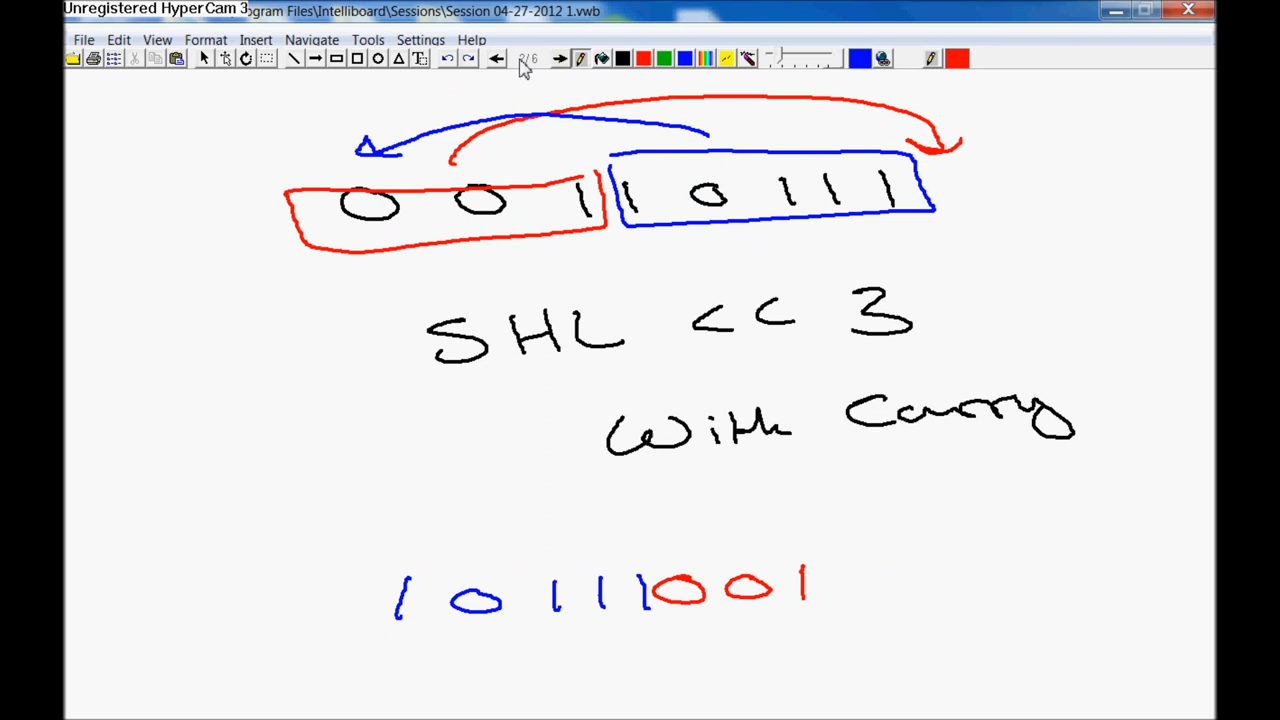 Unregistered HyperCam 3
ogram Files\Intelliboard\Sessions\Session 04-27-2012 1.vwb
File Edit View Format Insert Navigate Tools Settings Help
0 0 1 1 0 1 1 1
SHL << 3
With Carry
1 0 1 1 1 0 0 1